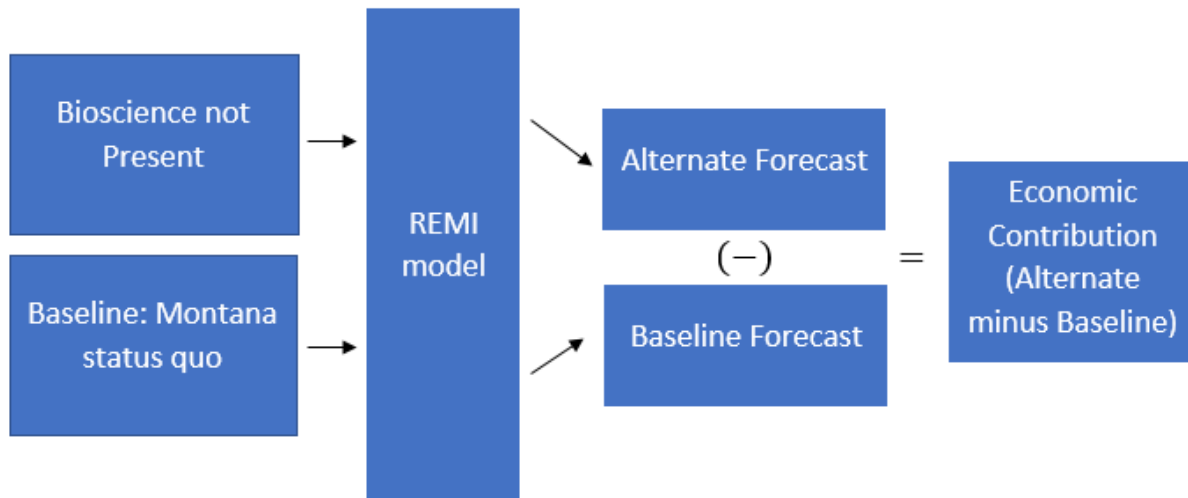 Bioscience not
Present
Baseline: Montana
status quo
REMI
model
Alternate Forecast
(−)
Baseline Forecast
=
Economic
Contribution
(Alternate
minus Baseline)